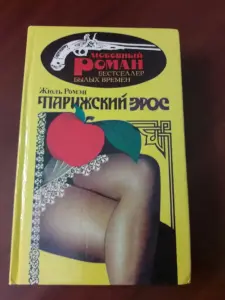 Любовный
РОМАН
БЕСТСЕЛЛЕР
БЫЛЫХ ВРЕМЕН
Жюль Ромэн
ПАРИЖСКИЙ ЭРОС